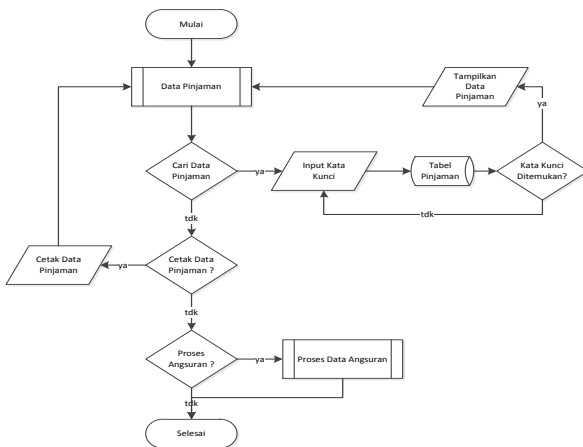 Mulai
Data Pinjaman
Tampilkan
Data
Pinjaman
ya
Cari Data
Pinjaman
ya
Input Kata
Kunci
Tabel
Pinjaman
Kata Kunci
Ditemukan?
tdk
tdk
Cetak Data
Pinjaman
ya
Cetak Data
Pinjaman ?
tdk
Proses
Angsuran ?
ya
Proses Data Angsuran
tdk
Selesai